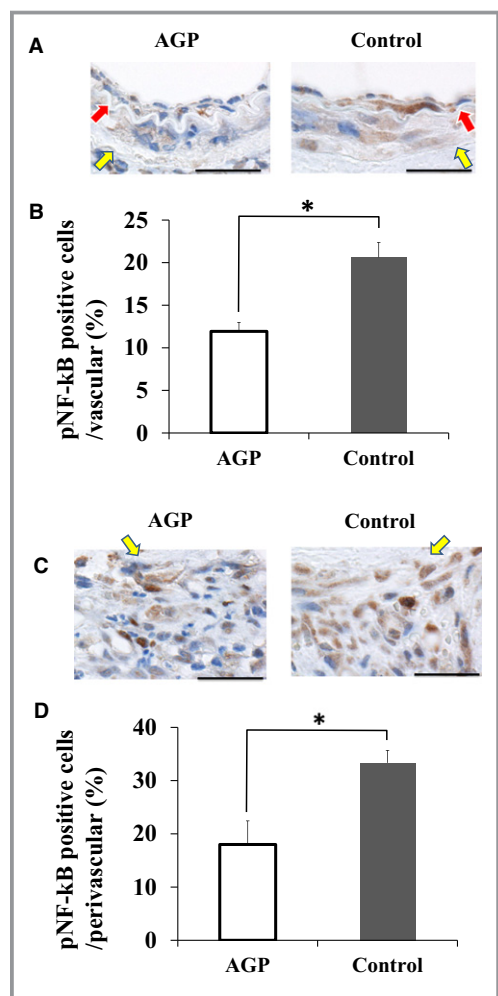 A
AGP
Control
B
pNF-kB positive cells
/vascular (%)
25
20
15
10
5
0
*
AGP
Control
C
AGP
Control
D
pNF-kB positive cells
/perivascular (%)
40
30
20
10
0
*
AGP
Control